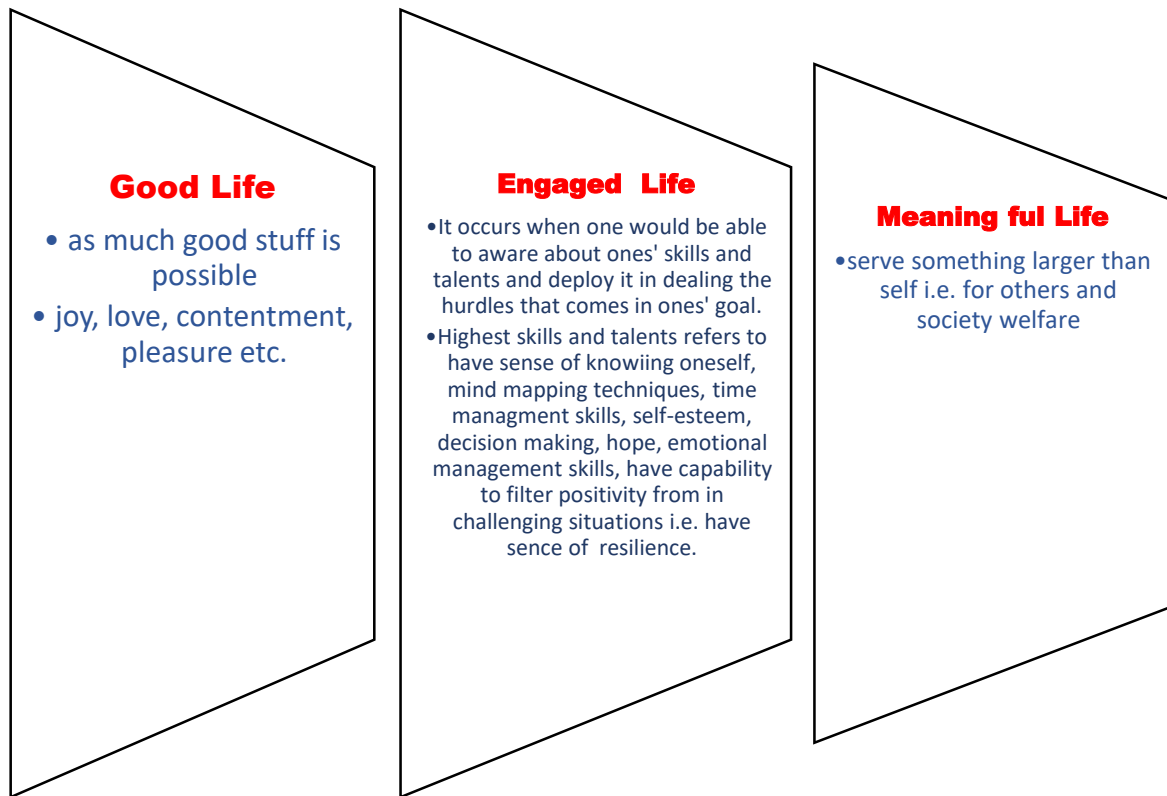 Good Life
• as much good stuff is
possible
• joy, love, contentment,
pleasure etc.
Engaged Life
•It occurs when one would be able
to aware about ones' skills and
talents and deploy it in dealing the
hurdles that comes in ones' goal.
•Highest skills and talents refers to
have sense of knowiing oneself,
mind mapping techniques, time
managment skills, self-esteem,
decision making, hope, emotional
management skills, have capability
to filter positivity from in
challenging situations i.e. have
sence of resilience.
Meaning ful Life
•serve something larger than
self i.e. for others and
society welfare